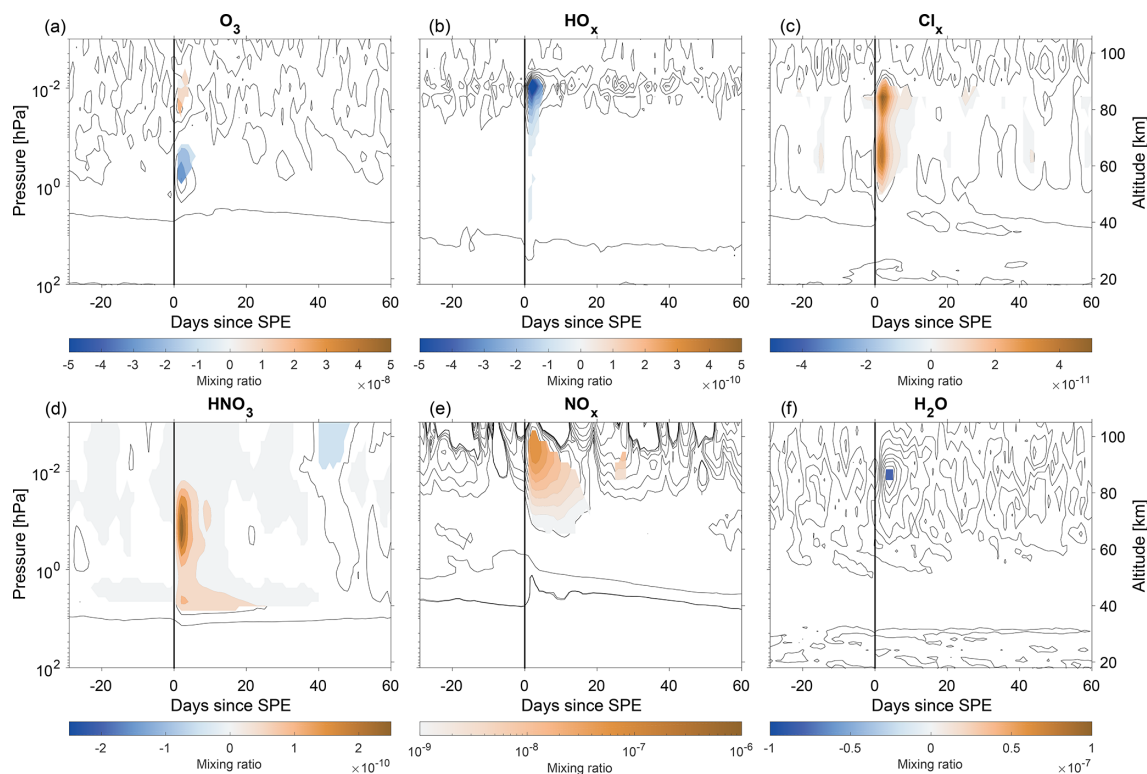 (a) O3 (b) HOx (c) Clx
10-2 100 80 60 40 20
100
102
Pressure [hPa]
Altitude [km]
-20 0 20 40 60 -20 0 20 40 60 -20 0 20 40 60
Days since SPE Days since SPE Days since SPE
-5 -4 -3 -2 -1 0 1 2 3 4 5 -5 -4 -3 -2 -1 0 1 2 3 4 5 -4 -2 0 2 4
Mixing ratio ×10-8 Mixing ratio ×10-10 Mixing ratio ×10-11
(d) HNO3 (e) NOx (f) H2O
10-2 100 80 60 40 20
100
102
Pressure [hPa]
Altitude [km]
-20 0 20 40 60 -20 0 20 40 60 -20 0 20 40 60
Days since SPE Days since SPE Days since SPE
-2 -1 0 1 2 10-9 10-8 10-7 10-6 -1 -0.5 0 0.5 1
Mixing ratio ×10-10 Mixing ratio Mixing ratio ×10-7